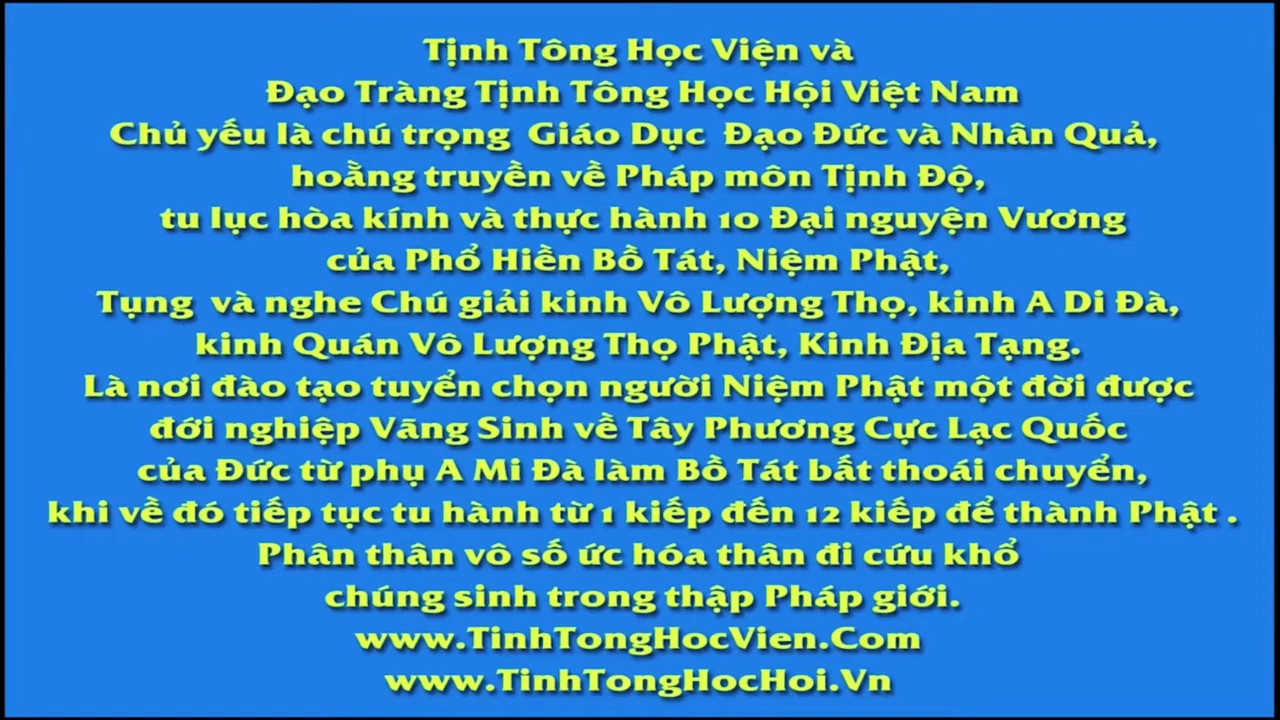 Tịnh Tông Học Viện và
Đạo Tràng Tịnh Tông Học Hội Việt Nam
Chủ yếu là chú trọng Giáo Dục Đạo Đức và Nhân Quả,
hoằng truyền về Pháp môn Tịnh Độ,
tu lục hòa kính và thực hành 10 Đại nguyện Vương
của Phổ Hiền Bồ Tát, Niệm Phật,
Tụng và nghe Chú giải kinh Vô Lượng Thọ, kinh A Di Đà,
kinh Quán Vô Lượng Thọ Phật, Kinh Địa Tạng.
Là nơi đào tạo tuyển chọn người Niệm Phật một đời được
đới nghiệp Vãng Sinh về Tây Phương Cực Lạc Quốc
của Đức từ phụ A Mi Đà làm Bồ Tát bất thoái chuyển,
khi về đó tiếp tục tu hành từ 1 kiếp đến 12 kiếp để thành Phật .
Phân thân vô số ức hóa thân đi cứu khổ
chúng sinh trong thập Pháp giới.
www.TinhTongHocVien.Com
www.TinhTongHocHoi.Vn